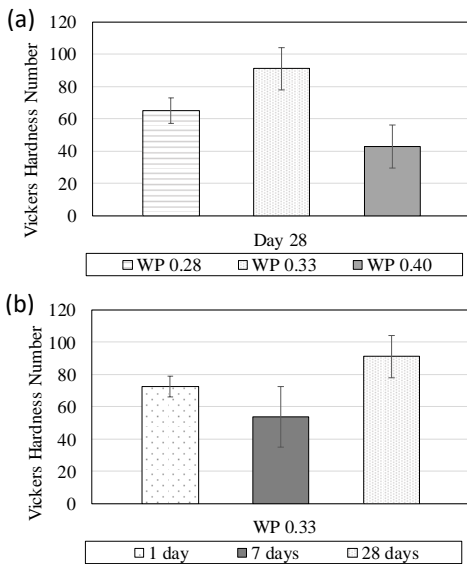 (a)
120
100
80
60
40
20
0
Vickers Hardness Number
Day 28
WP 0.28 WP 0.33 WP 0.40
(b)
120
100
80
60
40
20
0
Vickers Hardness Number
WP 0.33
1 day 7 days 28 days